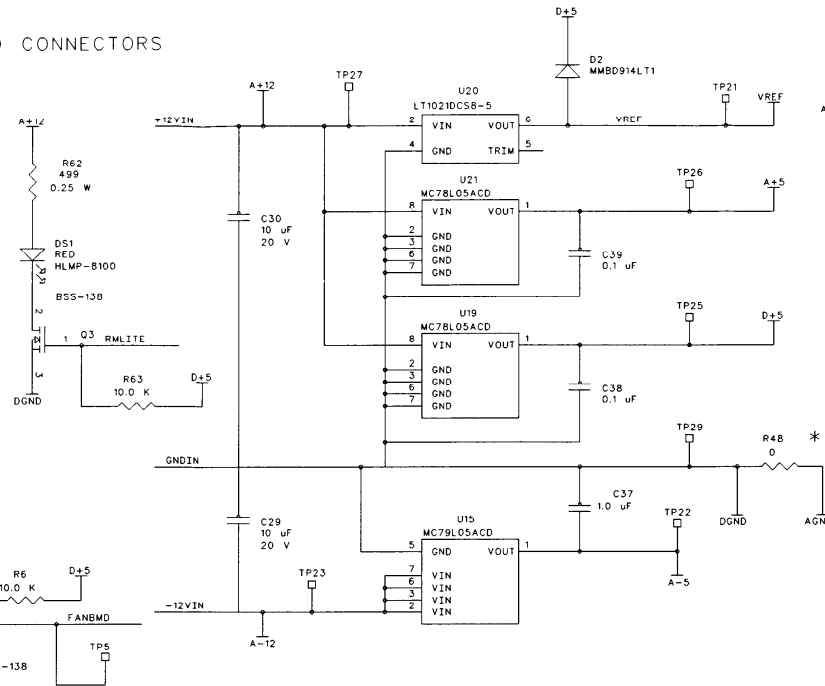 CONNECTORS
D+5
D2
MMBD914LT1
A+12
TP27
U20
LT1021DCS8-5
TP21
VREF
+12VIN
2 VIN VOUT 6
VREF
4 GND TRIM 5
A+12
R62
499
0.25 W
U21
MC78L05ACD
TP26
A+5
8 VIN VOUT 1
2 GND
3 GND
6 GND
7 GND
C30
10 uF
20 V
C39
0.1 uF
DS1
RED
HLMP-8100
BSS-138
2
1 Q3 RMLITE
3
DGND
R63
10.0 K
D+5
U19
MC78L05ACD
TP25
D+5
8 VIN VOUT 1
2 GND
3 GND
6 GND
7 GND
C38
0.1 uF
GNDIN
TP29
R48
0
*
DGND
AGN
C29
10 uF
20 V
U15
MC79L05ACD
C37
1.0 uF
TP22
5 GND VOUT 1
7 VIN
6 VIN
3 VIN
2 VIN
A-5
TP23
-12VIN
A-12
R6
10.0 K
D+5
FANBMD
TP5
-138